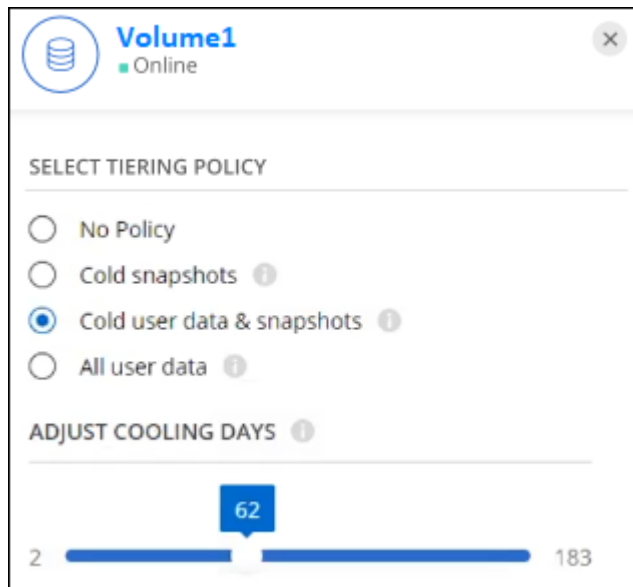 Volume1
Online
SELECT TIERING POLICY
No Policy
Cold snapshots i
Cold user data & snapshots i
All user data i
ADJUST COOLING DAYS i
62
2 183